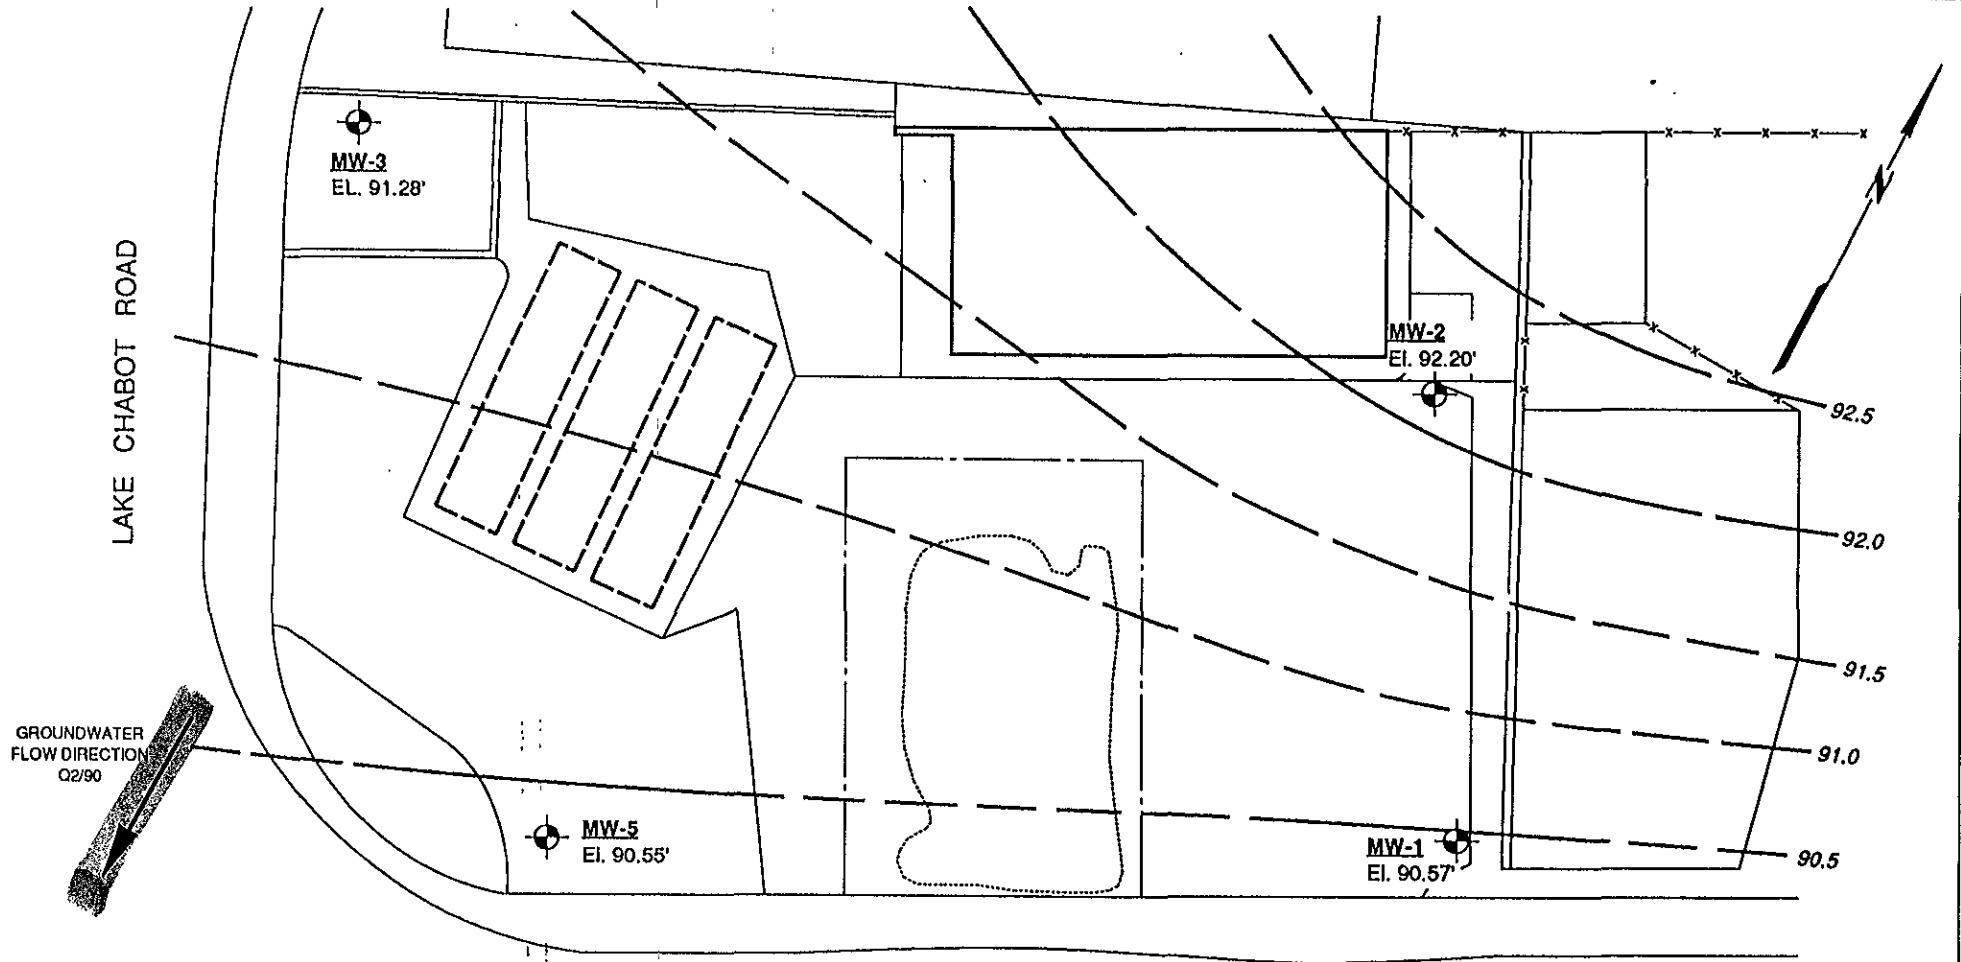 MW-3
EL. 91.28'
LAKE CHABOT ROAD
N
MW-2
El. 92.20'
92.5
92.0
91.5
91.0
90.5
GROUNDWATER
FLOW DIRECTION
Q2/90
MW-5
El. 90.55'
MW-1
El. 90.57'